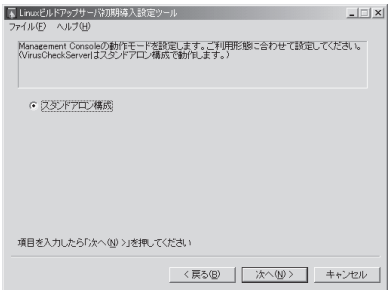 Linuxビルドアップサーバ初期導入設定ツール
ファイル(F) ヘルプ(H)
Management Consoleの動作モードを設定します。ご利用形態に合わせて設定してください。
(VirusCheckServerはスタンドアロン構成で動作します。)
スタンドアロン構成
項目を入力したら「次へ(N) >」を押してください
< 戻る(B) 次へ(N) > キャンセル